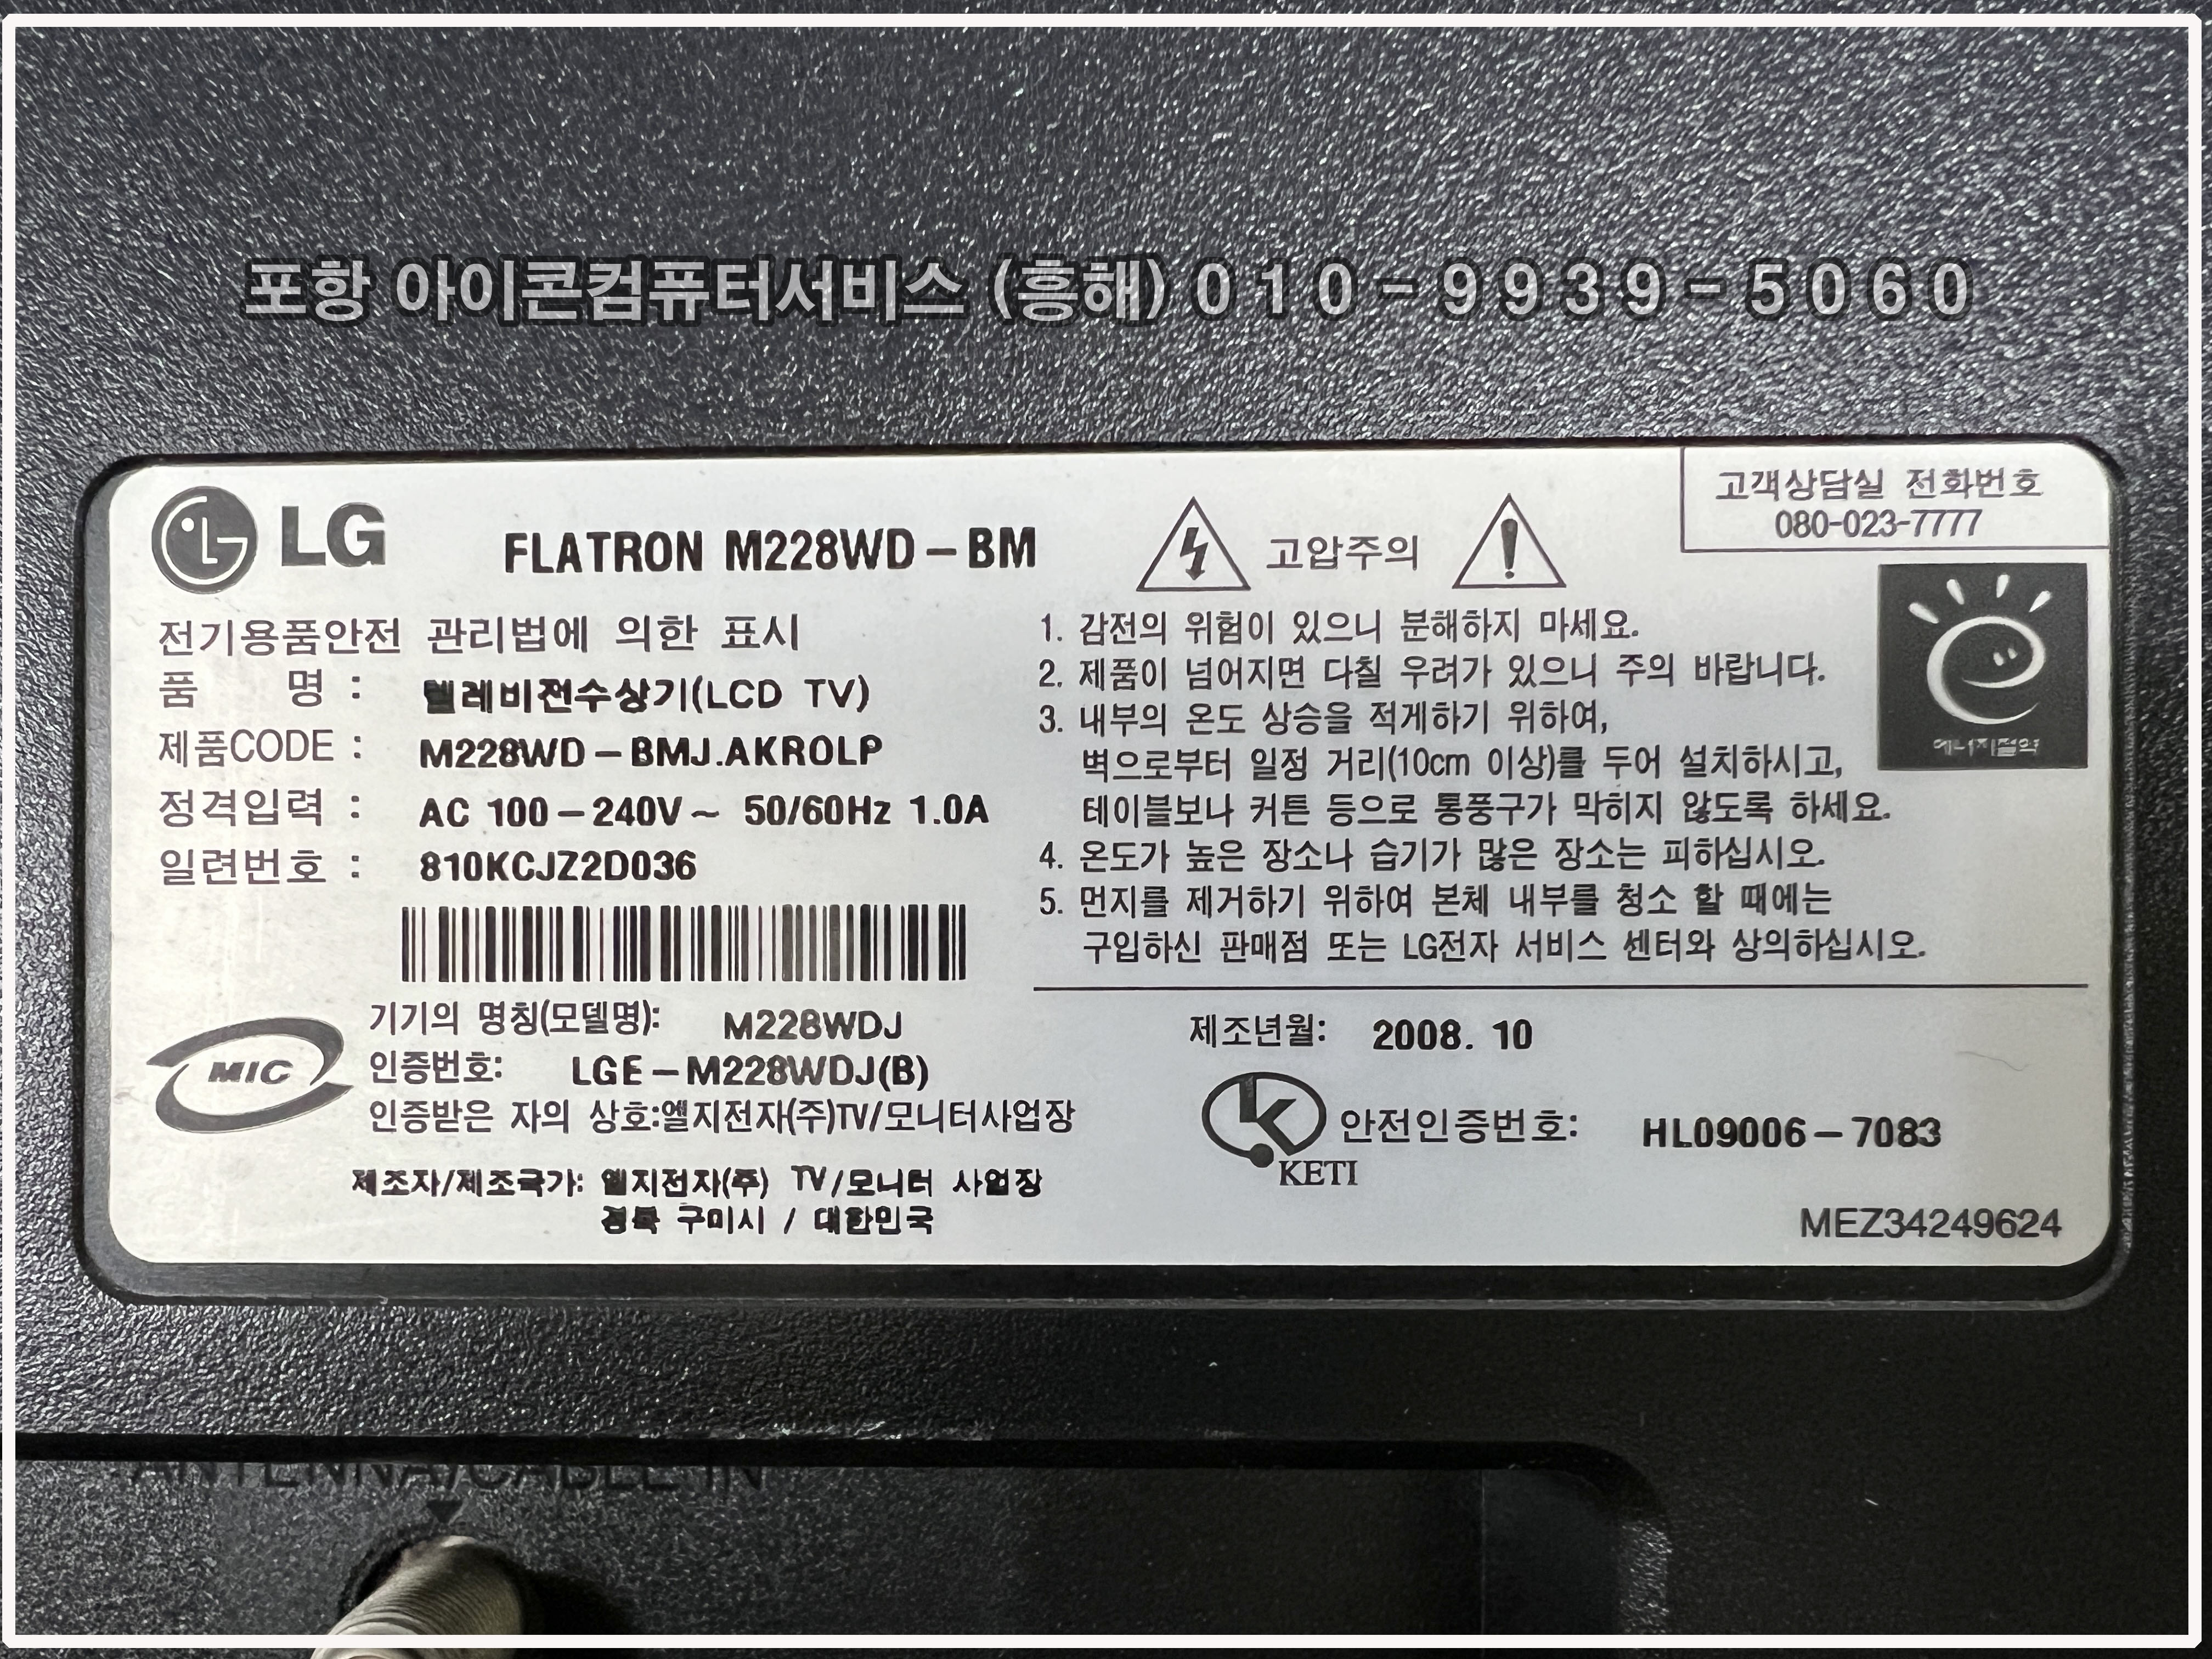 포항 아이콘컴퓨터서비스 (흥해) 010-9939-5060
LG
FLATRON M228WD-BM
고압주의
고객상담실 전화번호
080-023-7777
전기용품안전 관리법에 의한 표시
품 명 : 텔레비전수상기(LCD TV)
제품CODE : M228WD-BMJ.AKROLP
정격입력 : AC 100-240V~ 50/60Hz 1.0A
일련번호 : 810KCJZ2D036
1. 감전의 위험이 있으니 분해하지 마세요.
2. 제품이 넘어지면 다칠 우려가 있으니 주의 바랍니다.
3. 내부의 온도 상승을 적게하기 위하여,
벽으로부터 일정 거리(10cm 이상)를 두어 설치하시고,
테이블보나 커튼 등으로 통풍구가 막히지 않도록 하세요.
4. 온도가 높은 장소나 습기가 많은 장소는 피하십시오.
5. 먼지를 제거하기 위하여 본체 내부를 청소 할 때에는
구입하신 판매점 또는 LG전자 서비스 센터와 상의하십시오.
에너지절약
MIC
기기의 명칭(모델명): M228WDJ
인증번호: LGE-M228WDJ(B)
인증받은 자의 상호:엘지전자(주)TV/모니터사업장
제조자/제조국가: 엘지전자(주) TV/모니터 사업장
경북 구미시 / 대한민국
제조년월: 2008. 10
KETI
안전인증번호: HL09006-7083
MEZ34249624
ANTENNA/CABLE IN